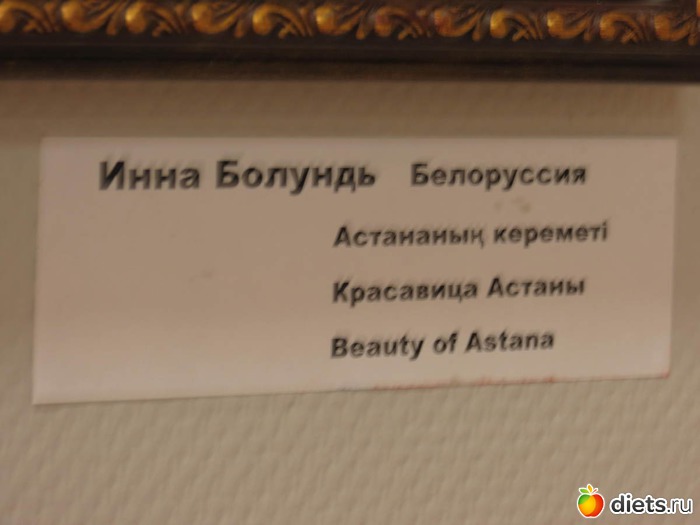 Инна Болундь Белоруссия
Астананың кереметі
Красавица Астаны
Beauty of Astana
diets.ru